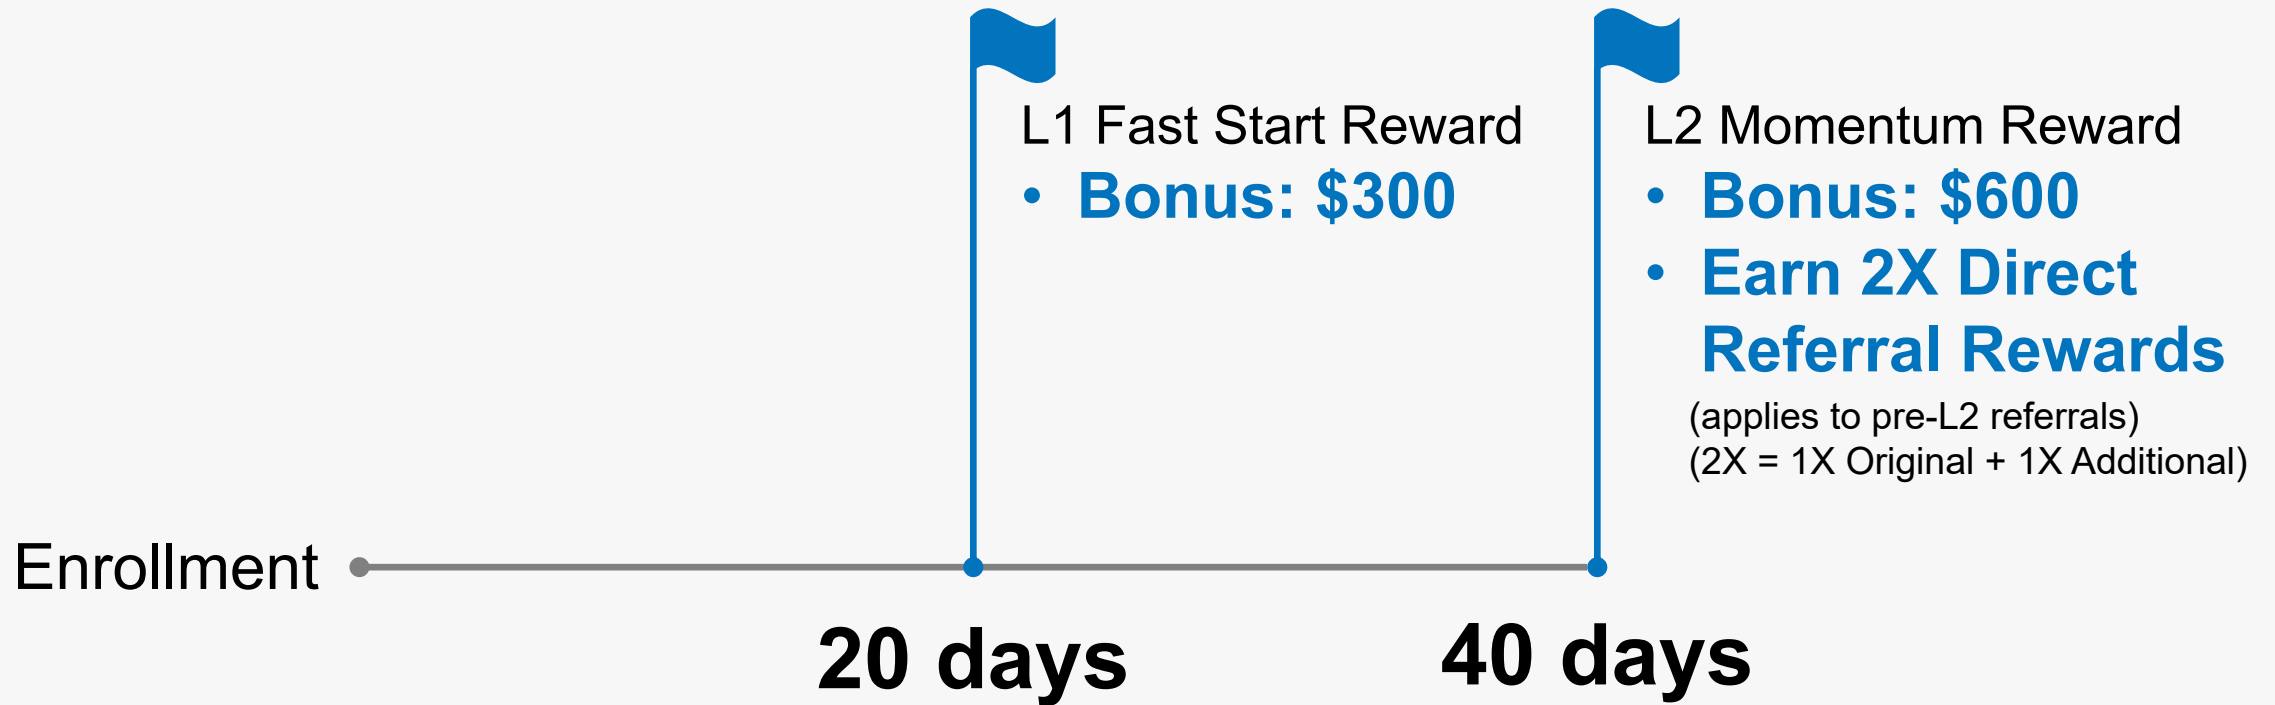 L1 Fast Start Reward
• Bonus: $300
L2 Momentum Reward
• Bonus: $600
• Earn 2X Direct
Referral Rewards
(applies to pre-L2 referrals)
(2X = 1X Original + 1X Additional)
Enrollment
20 days
40 days